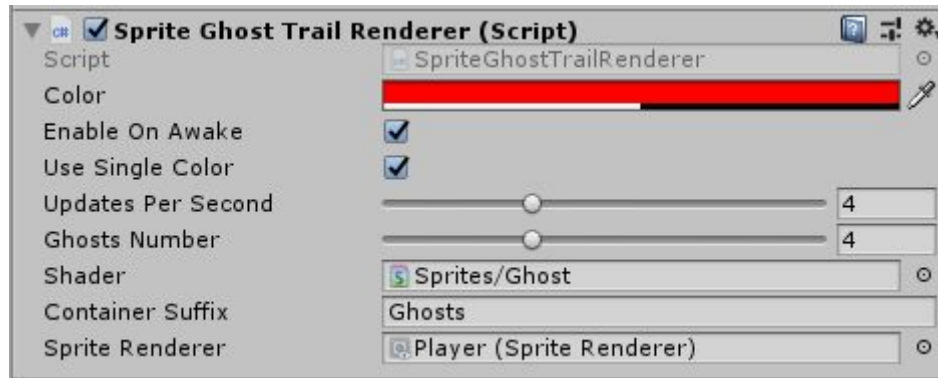 Sprite Ghost Trail Renderer (Script)
Script SpriteGhostTrailRenderer
Color
Enable On Awake
Use Single Color
Updates Per Second 4
Ghosts Number 4
Shader Sprites/Ghost
Container Suffix Ghosts
Sprite Renderer Player (Sprite Renderer)